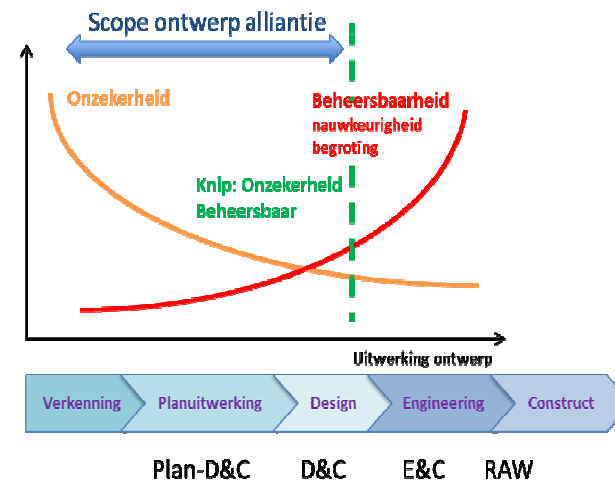 Scope ontwerp alliantie
Onzekerheid
Beheersbaarheid
nauwkeurigheid
begroting
Knip: Onzekerheid
Beheersbaar
Uitwerking ontwerp
Verkenning Planuitwerking Design Engineering Construct
Plan-D&C D&C E&C RAW